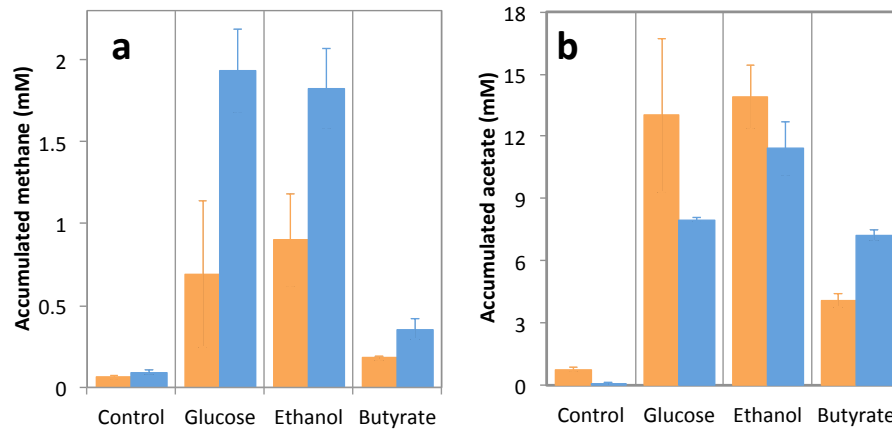 a
Accumulated methane (mM)
2
1.5
1
0.5
0
Control Glucose Ethanol Butyrate
b
Accumulated acetate (mM)
18
15
12
9
6
3
0
Control Glucose Ethanol Butyrate